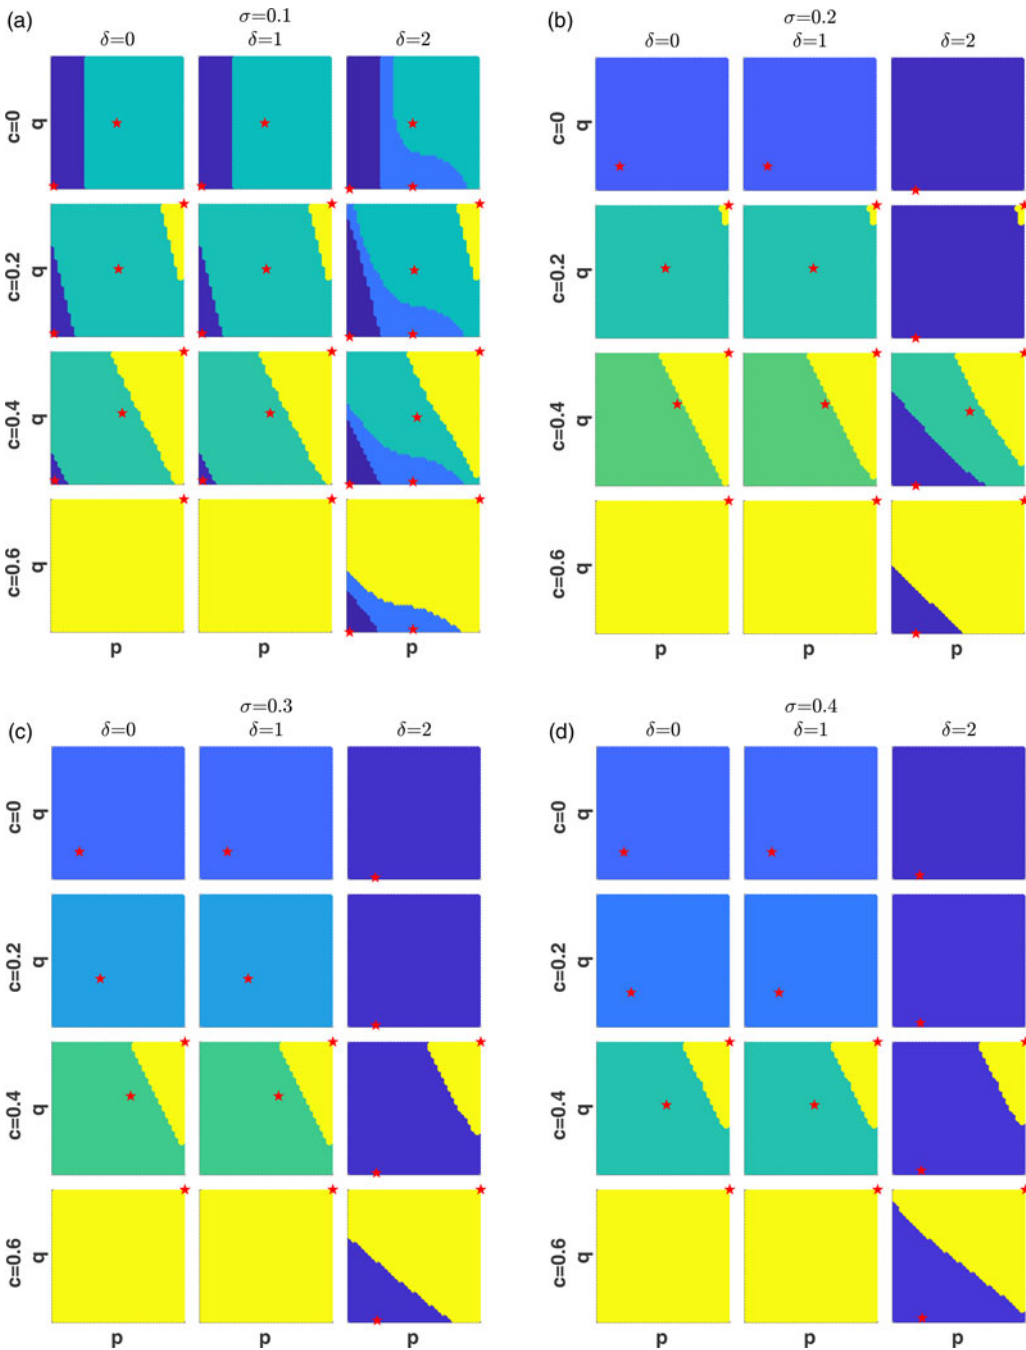 (a)
σ=0.1
δ=0 δ=1 δ=2
c=0
q
c=0.2
q
c=0.4
q
c=0.6
q
p p p
(b)
σ=0.2
δ=0 δ=1 δ=2
c=0
q
c=0.2
q
c=0.4
q
c=0.6
q
p p p
(c)
σ=0.3
δ=0 δ=1 δ=2
c=0
q
c=0.2
q
c=0.4
q
c=0.6
q
p p p
(d)
σ=0.4
δ=0 δ=1 δ=2
c=0
q
c=0.2
q
c=0.4
q
c=0.6
q
p p p